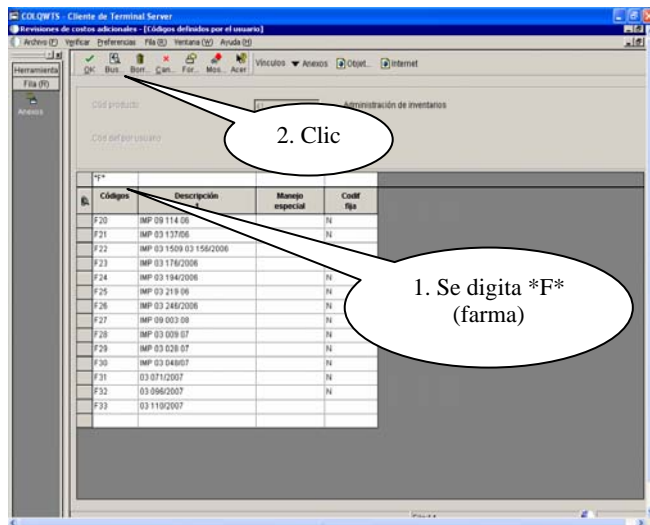 COLQWTS - Cliente de Terminal Server
Revisiones de costos adicionales - [Códigos definidos por el usuario]
Archivo (F) Verificar Preferencias Fila (R) Ventana (W) Ayuda (H)
Herramienta
Fila (R)
Anexos
OK Bus... Borr... Can... For... Mos... Acer
Vínculos Anexos Objet... Internet
Cód producto 41 Administración de inventarios
Cód def por usuario
2. Clic
*F*
Códigos Descripción 1 Manejo especial Codif fija
F20 IMP 09 114 06 N
F21 IMP 03 137/06 N
F22 IMP 03 1509 03 156/2006
F23 IMP 03 176/2006
F24 IMP 03 194/2006 N
F25 IMP 03 219 06 N
F26 IMP 03 246/2006 N
F27 IMP 09 003 08 N
F28 IMP 03 009 07 N
F29 IMP 03 028 07 N
F30 IMP 03 048/07 N
F31 03 071/2007 N
F32 03 096/2007 N
F33 03 110/2007
1. Se digita *F*
(farma)